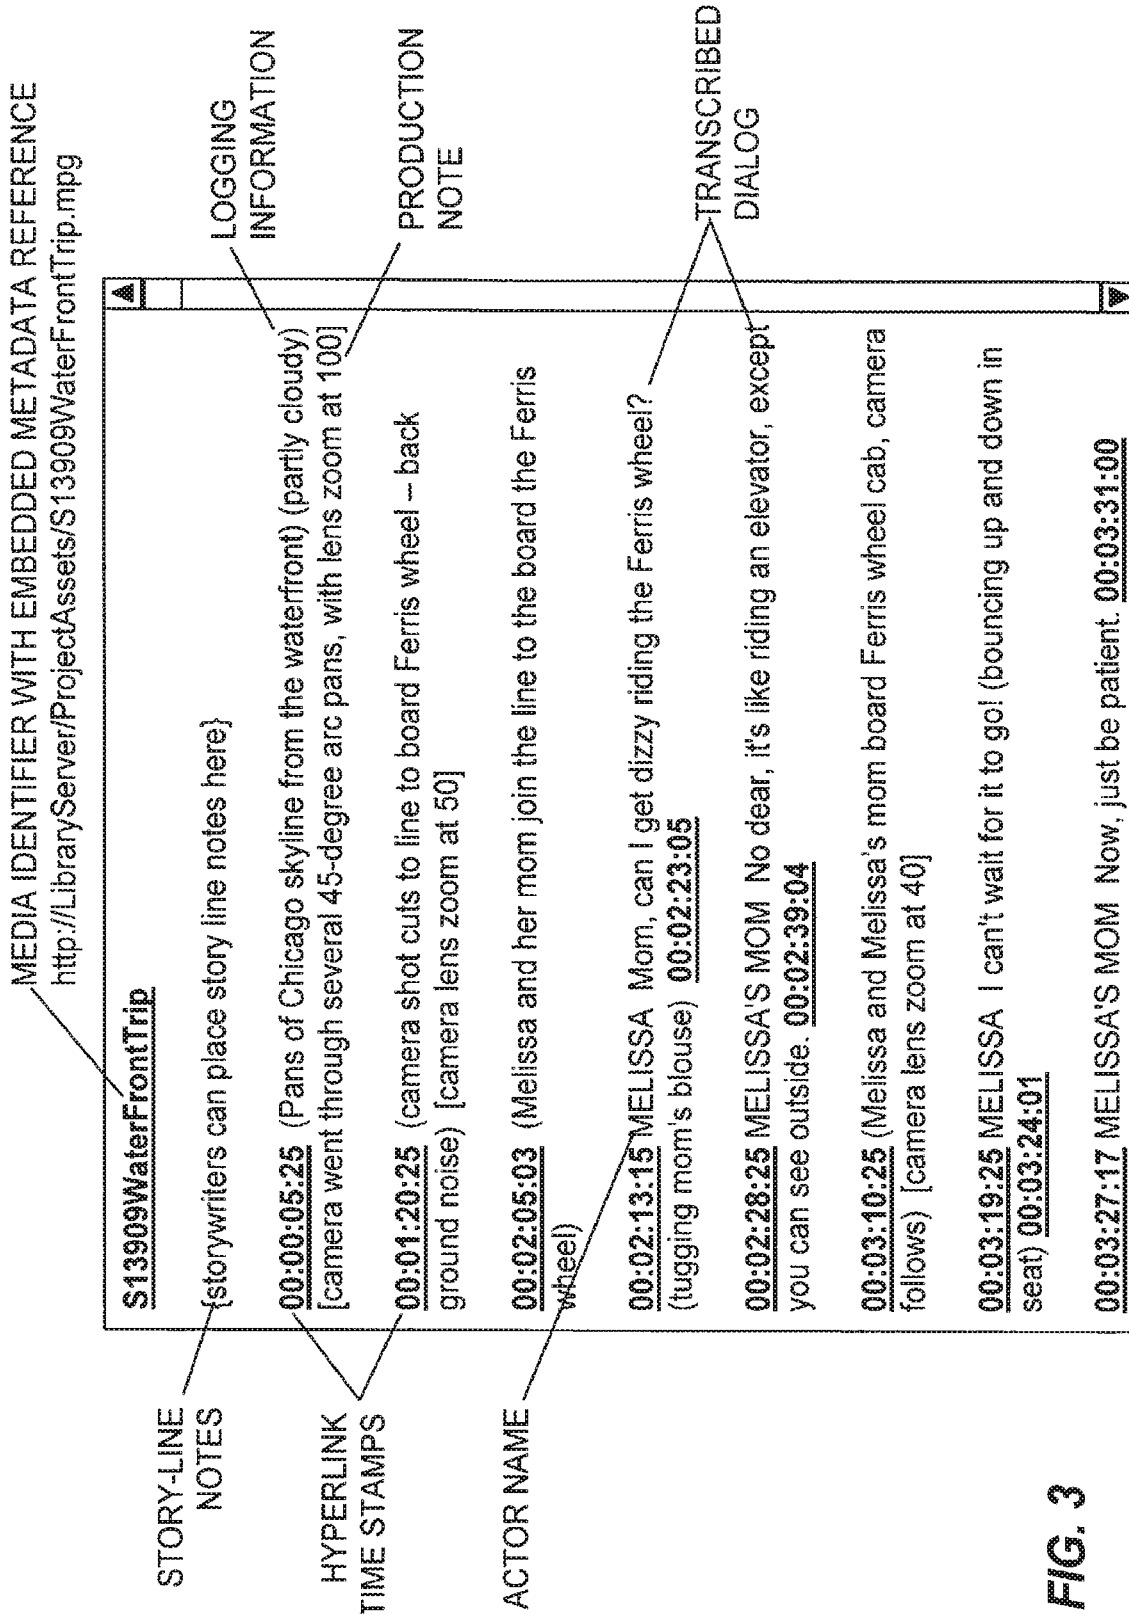 MEDIA IDENTIFIER WITH EMBEDDED METADATA REFERENCE
http://LibraryServer/ProjectAssets/S13909WaterFrontTrip.mpg
S13909WaterFrontTrip
{storywriters can place story line notes here}
00:00:05:25 (Pans of Chicago skyline from the waterfront) (partly cloudy)
[camera went through several 45-degree arc pans, with lens zoom at 100]
00:01:20:25 (camera shot cuts to line to board Ferris wheel – back
ground noise) [camera lens zoom at 50]
00:02:05:03 (Melissa and her mom join the line to the board the Ferris
wheel)
00:02:13:15 MELISSA Mom, can I get dizzy riding the Ferris wheel?
(tugging mom's blouse) 00:02:23:05
00:02:28:25 MELISSA'S MOM No dear, it's like riding an elevator, except
you can see outside. 00:02:39:04
00:03:10:25 (Melissa and Melissa's mom board Ferris wheel cab, camera
follows) [camera lens zoom at 40]
00:03:19:25 MELISSA I can't wait for it to go! (bouncing up and down in
seat) 00:03:24:01
00:03:27:17 MELISSA'S MOM Now, just be patient. 00:03:31:00
STORY-LINE
NOTES
HYPERLINK
TIME STAMPS
ACTOR NAME
LOGGING
INFORMATION
PRODUCTION
NOTE
TRANSCRIBED
DIALOG
FIG. 3